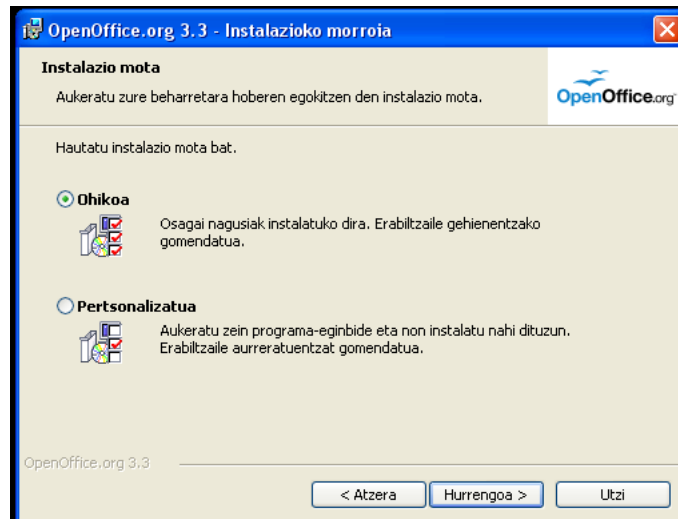 OpenOffice.org 3.3 - Instalazioko morroia
Instalazio mota
Aukeratu zure beharretara hoberen egokitzen den instalazio mota.
OpenOffice.org
Hautatu instalazio mota bat.
Ohikoa
Osagai nagusiak instalatuko dira. Erabiltzaile gehienentzako
gomendatua.
Pertsonalizatua
Aukeratu zein programa-eginbide eta non instalatu nahi dituzun.
Erabiltzaile aurreratuentzat gomendatua.
OpenOffice.org 3.3
< Atzera Hurrengoa > Utzi